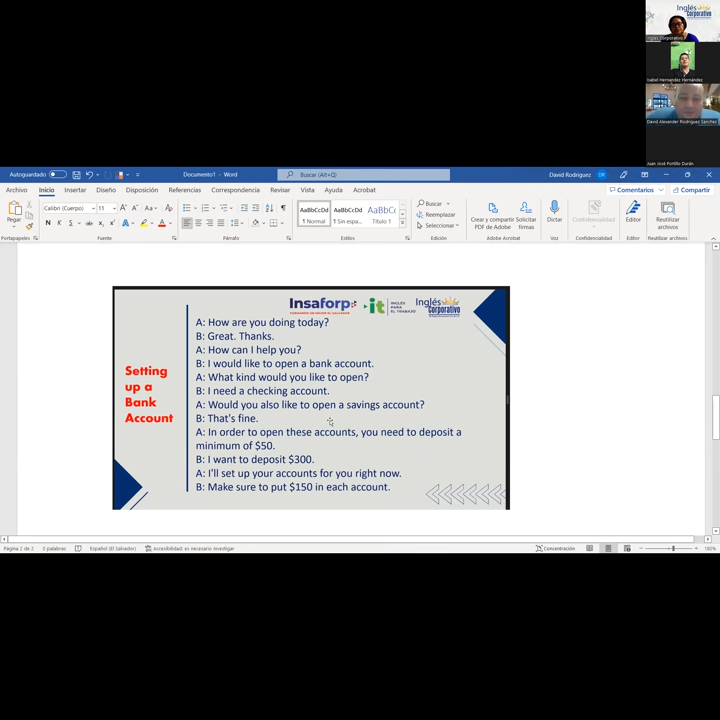 Inglés
Corporativo
Ingles Corporativo
Isabel Hernandez Hernández
David Alexander Rodriguez Sanchez
Juan José Portillo Durán
Autoguardado
Documento1 - Word
Buscar (Alt+Q)
David Rodriguez
DR
Archivo Inicio Insertar Diseño Disposición Referencias Correspondencia Revisar Vista Ayuda Acrobat
Comentarios Compartir
Pegar
Calibri (Cuerpo) 11
N K S
AaBbCcDd AaBbCcDd AaBbCc
1 Normal 1 Sin espa... Título 1
Buscar
Reemplazar
Seleccionar
Crear y compartir Solicitar
PDF de Adobe firmas
Dictar
Confidencialidad
Editor
Reutilizar
archivos
Portapapeles Fuente Párrafo Estilos Edición Adobe Acrobat Voz Confidencialidad Editor Reutilizar archivos
Insaforp
it
INGLÉS
PARA
EL TRABAJO
Inglés
Corporativo
Setting
up a
Bank
Account
A: How are you doing today?
B: Great. Thanks.
A: How can I help you?
B: I would like to open a bank account.
A: What kind would you like to open?
B: I need a checking account.
A: Would you also like to open a savings account?
B: That's fine.
A: In order to open these accounts, you need to deposit a
minimum of $50.
B: I want to deposit $300.
A: I'll set up your accounts for you right now.
B: Make sure to put $150 in each account.
Página 2 de 2 0 palabras Español (El Salvador) Accesibilidad: es necesario investigar
Concentración
100%